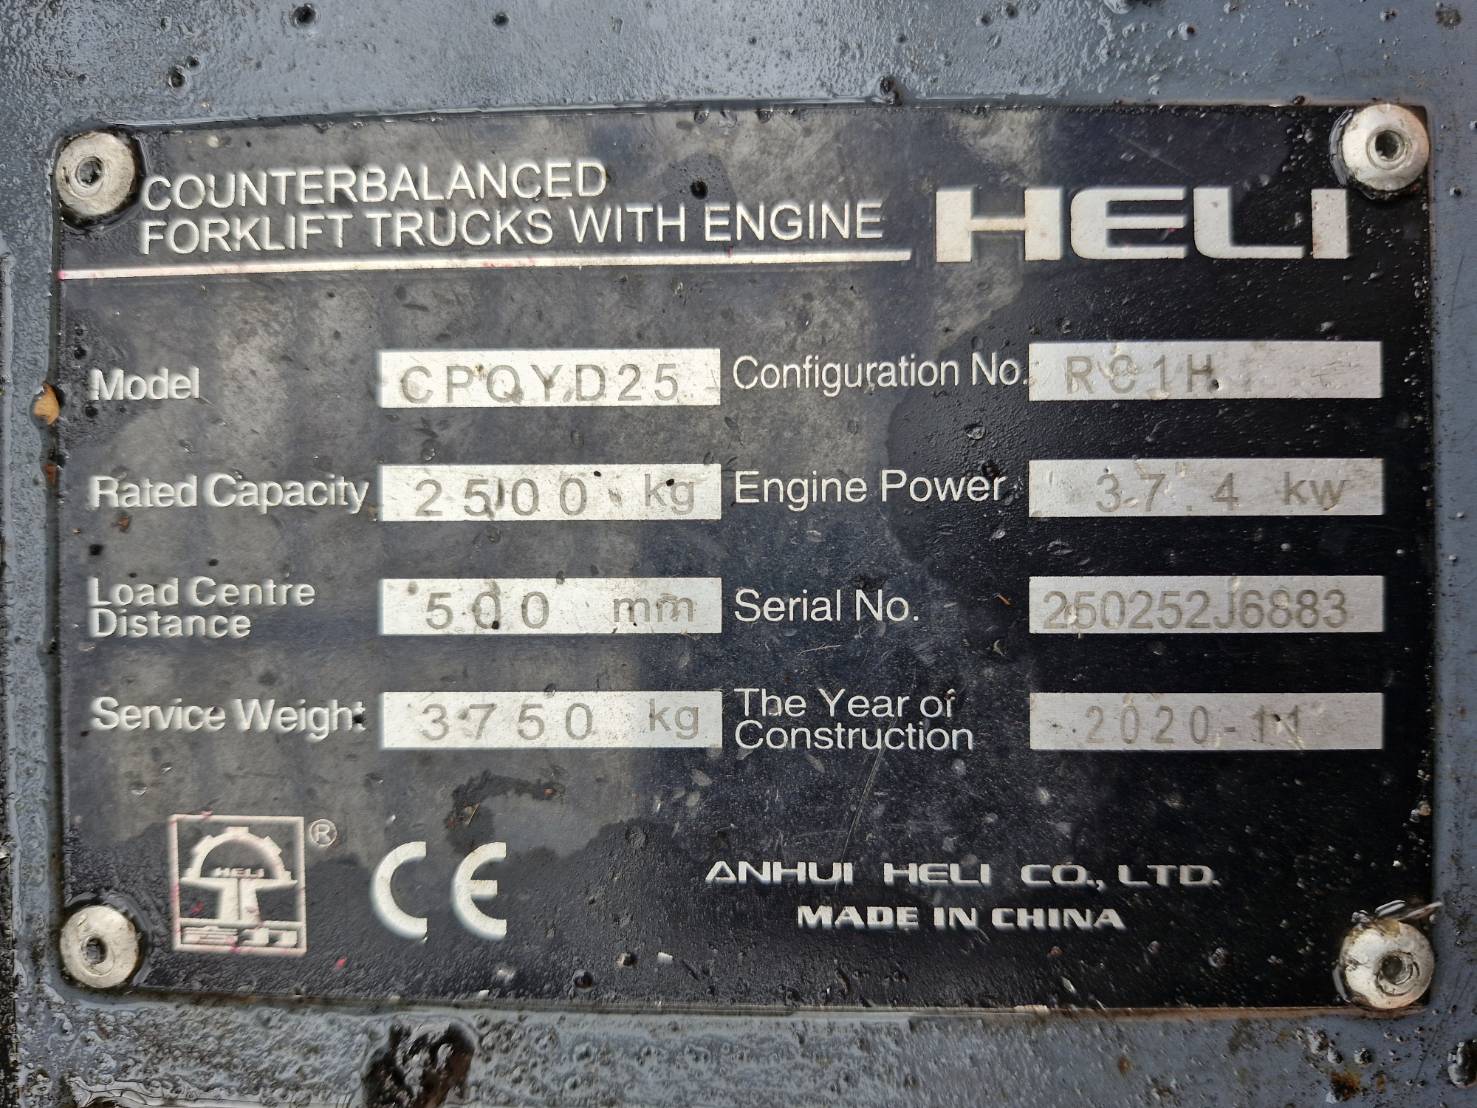 COUNTERBALANCED
FORKLIFT TRUCKS WITH ENGINE
HELI
Model CPQYD25 Configuration No. RC1H
Rated Capacity 2500 kg Engine Power 37.4 kw
Load Centre
Distance 500 mm Serial No. 250252J6883
Service Weight 3750 kg The Year of
Construction 2020-11
HELI
®
CE
ANHUI HELI CO., LTD.
MADE IN CHINA